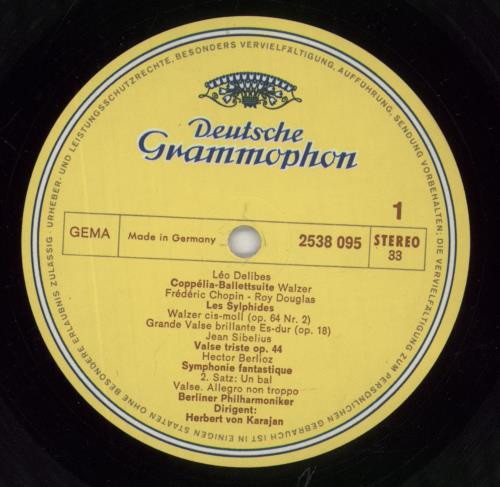 URHEBER- UND LEISTUNGSSCHUTZRECHTE, BESONDERS VERVIELFÄLTIGUNG, AUFFÜHRUNG, SENDUNG VORBEHALTEN; DIE VERVIELFÄLTIGUNG ZUM PERSÖNLICHEN GEBRAUCH IST IN EINIGEN STAATEN OHNE BESONDERE ERLAUBNIS ZULÄSSIG ·
Deutsche
Grammophon
1
GEMA
Made in Germany
2538 095
STEREO
33
Léo Delibes
Coppélia-Ballettsuite Walzer
Frédéric Chopin - Roy Douglas
Les Sylphides
Walzer cis-moll (op. 64 Nr. 2)
Grande Valse brillante Es-dur (op. 18)
Jean Sibelius
Valse triste op. 44
Hector Berlioz
Symphonie fantastique
2. Satz: Un bal
Valse. Allegro non troppo
Berliner Philharmoniker
Dirigent:
Herbert von Karajan